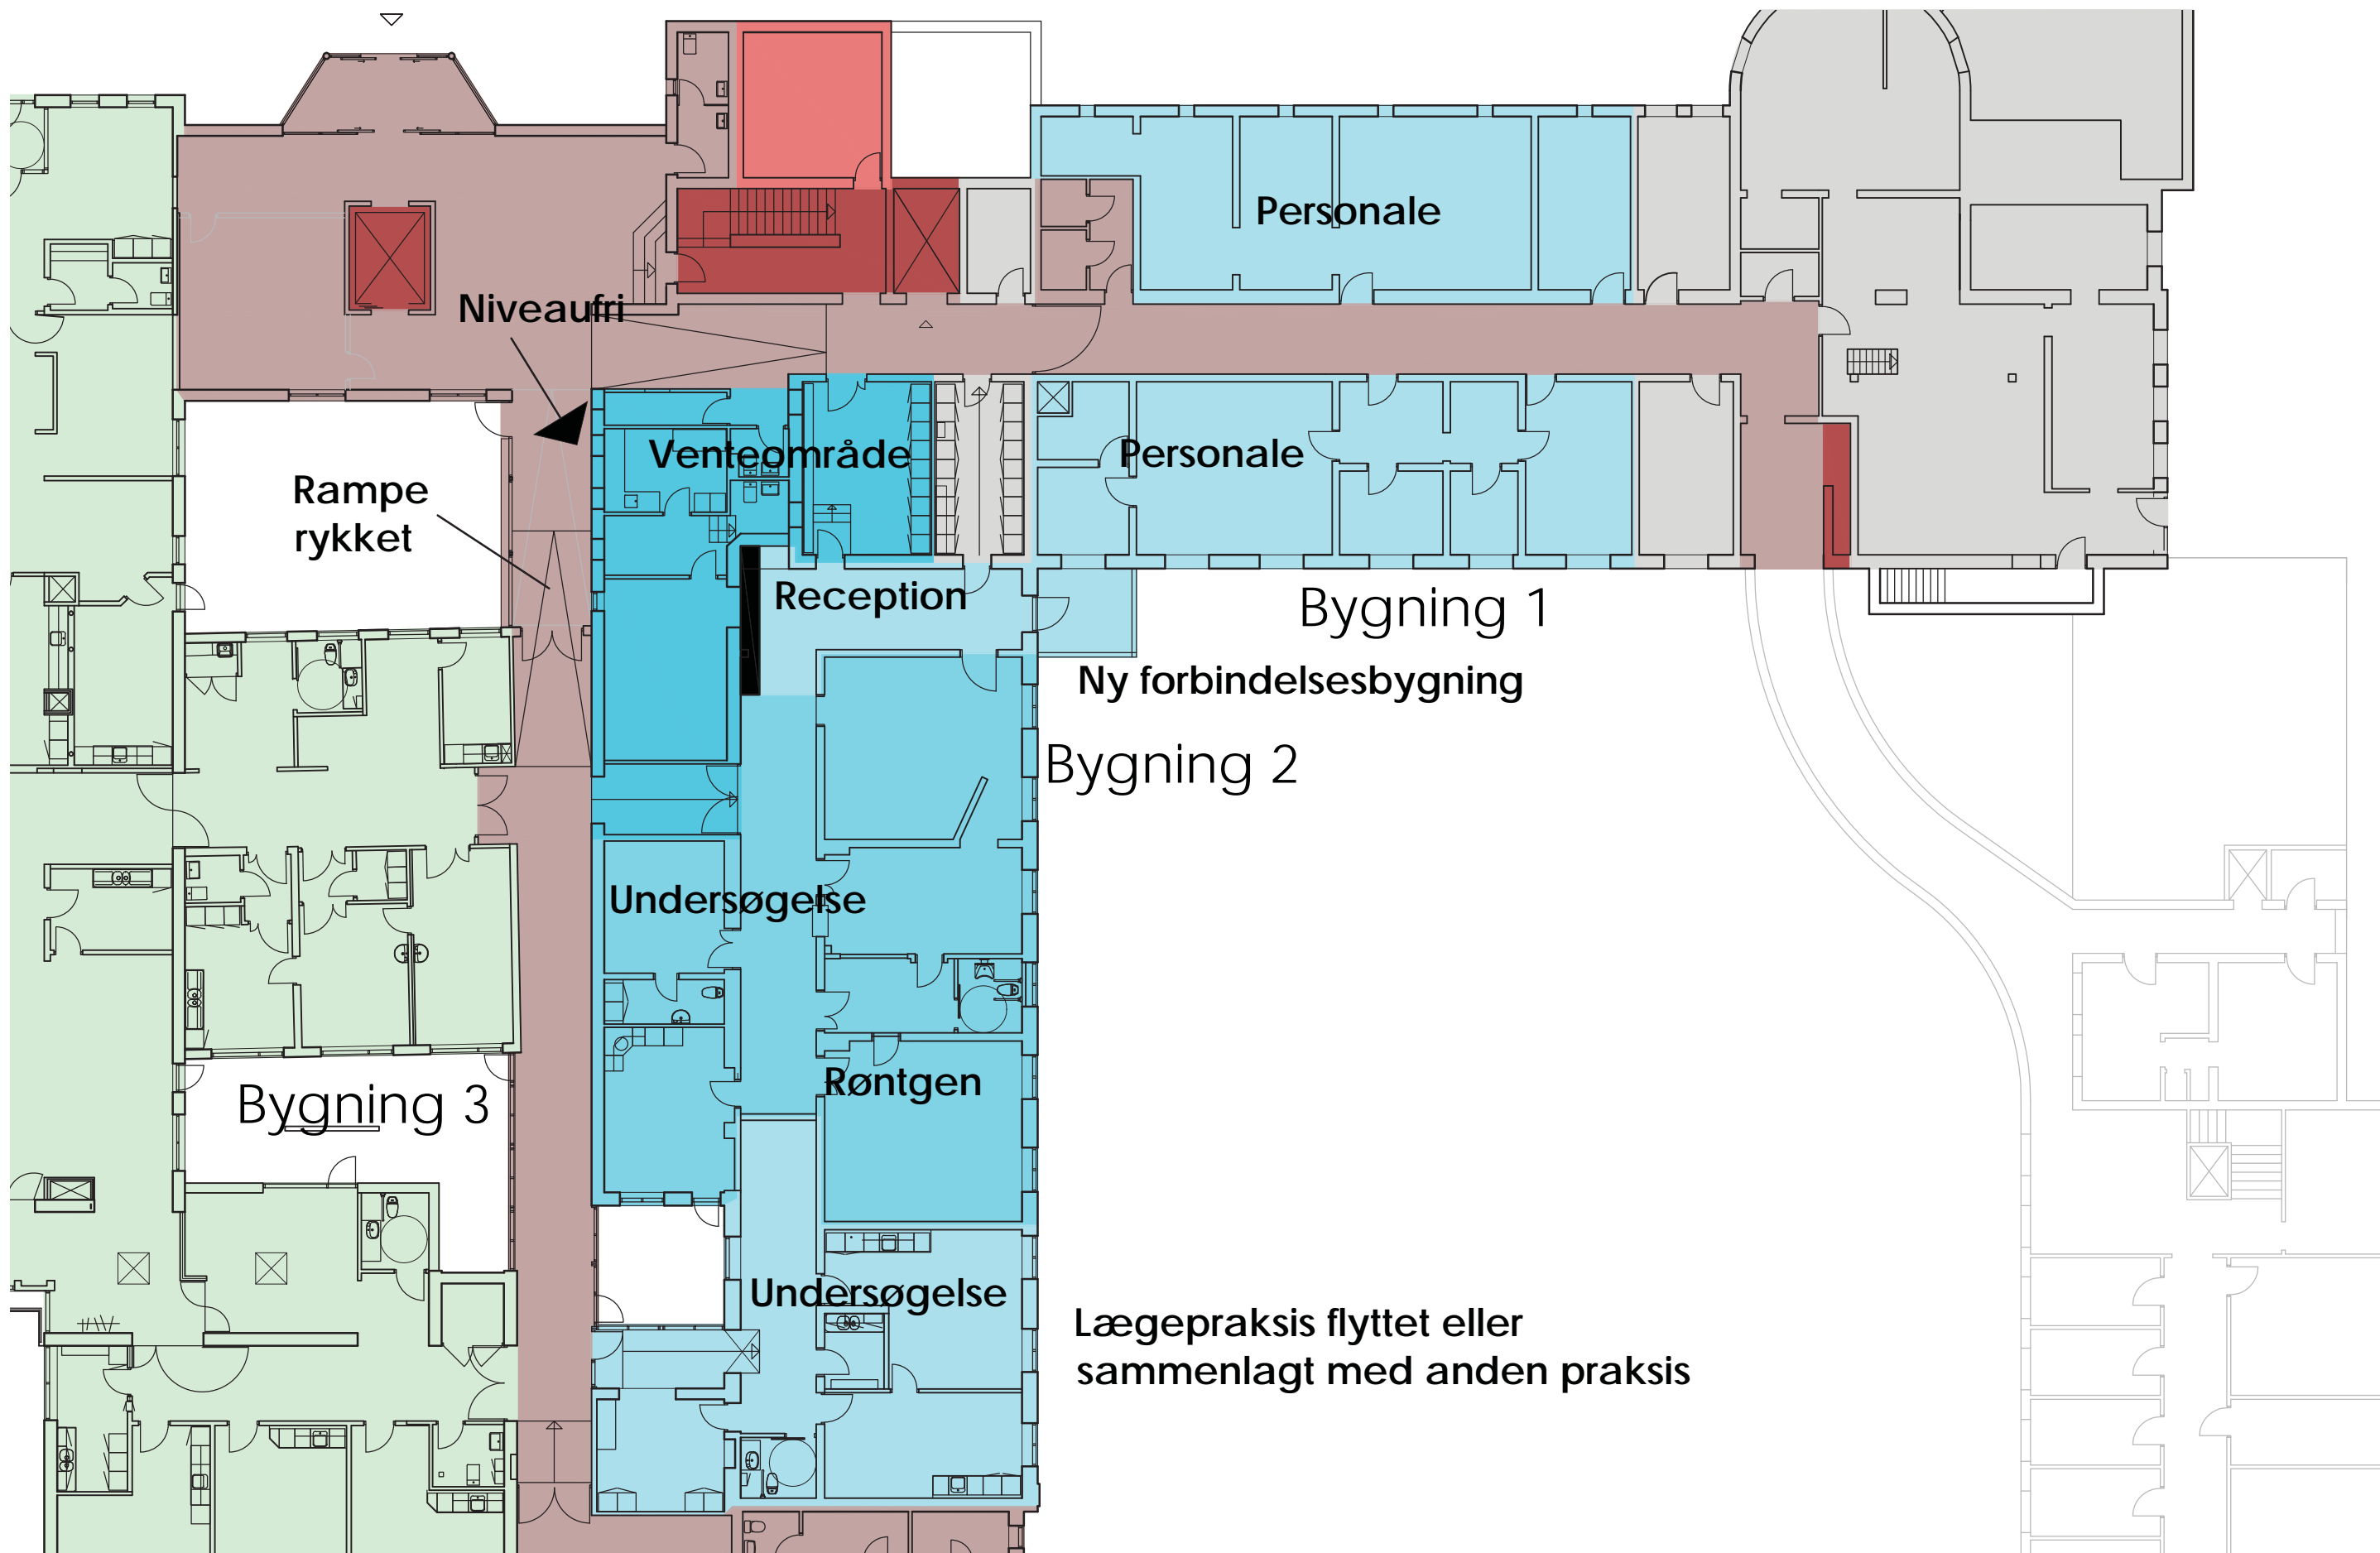 Personale
Niveaufri
Venteområde
Personale
Rampe
rykket
Reception
Bygning 1
Ny forbindelsesbygning
Bygning 2
Undersøgelse
Røntgen
Bygning 3
Undersøgelse
Lægepraksis flyttet eller
sammenlagt med anden praksis